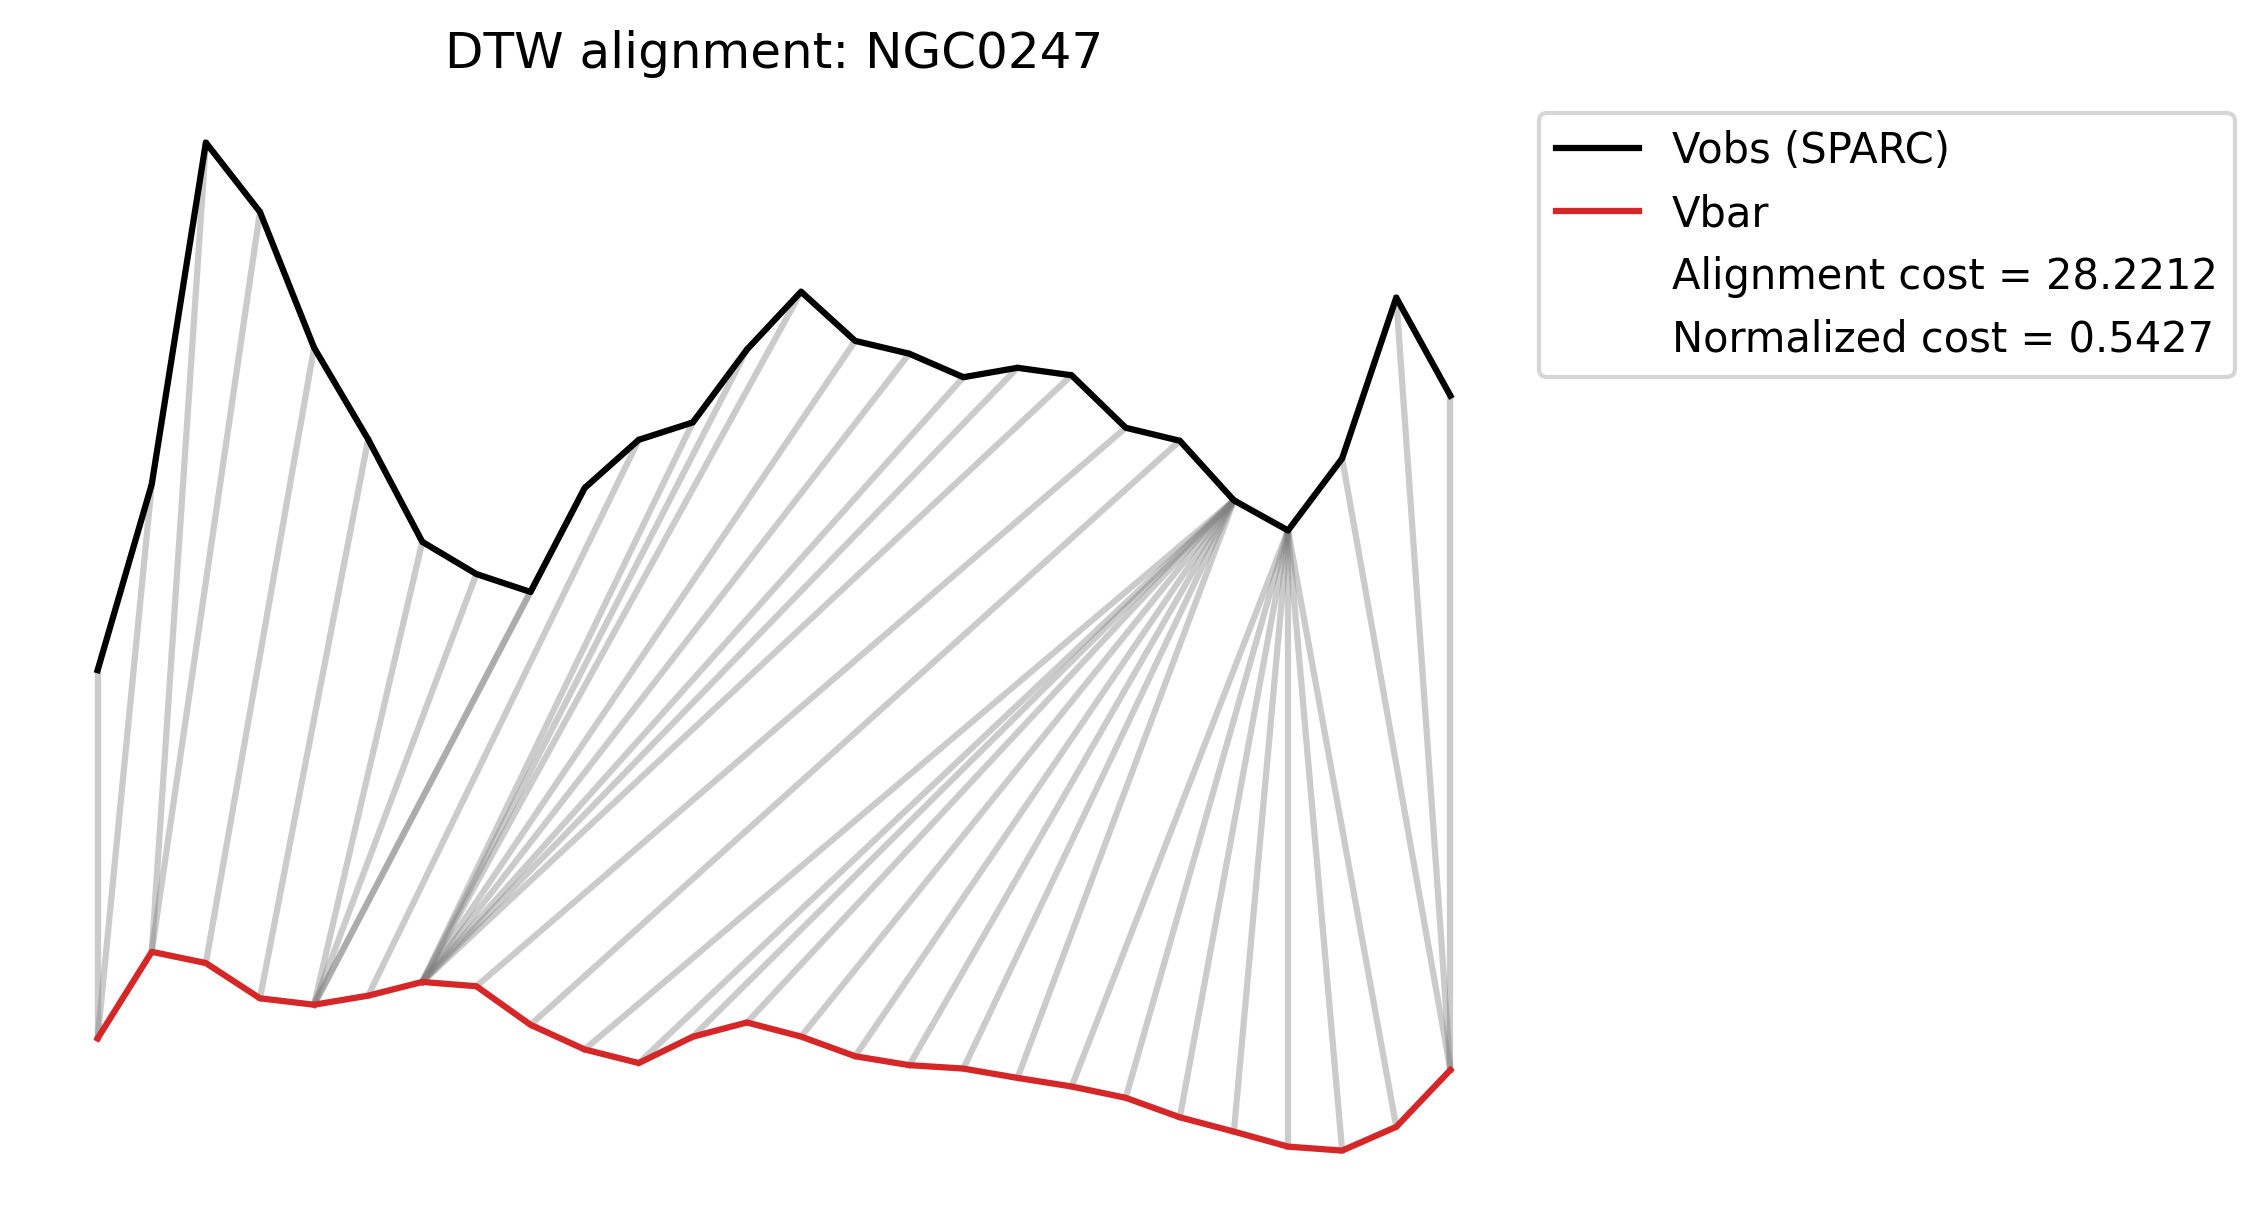 DTW alignment: NGC0247
Vobs (SPARC)
Vbar
Alignment cost = 28.2212
Normalized cost = 0.5427